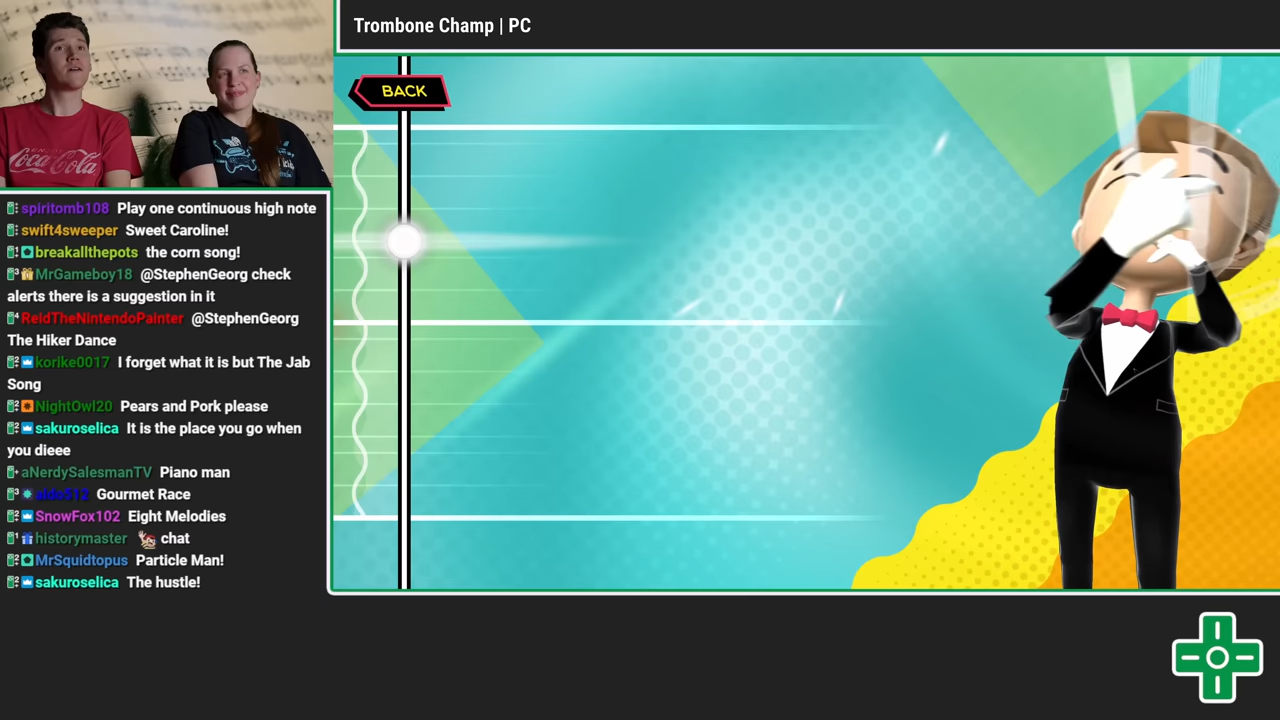 Trombone Champ | PC
BACK
Coca Cola
spiritomb108 Play one continuous high note
swift4sweeper Sweet Caroline!
breakallthepots the corn song!
MrGameboy18 @StephenGeorg check
alerts there is a suggestion in it
ReidTheNintendoPainter @StephenGeorg
The Hiker Dance
korike0017 I forget what it is but The Jab
Song
NightOwl20 Pears and Pork please
sakuroselica It is the place you go when
you dieee
aNerdySalesmanTV Piano man
aldo512 Gourmet Race
SnowFox102 Eight Melodies
historymaster chat
MrSquidtopus Particle Man!
sakuroselica The hustle!